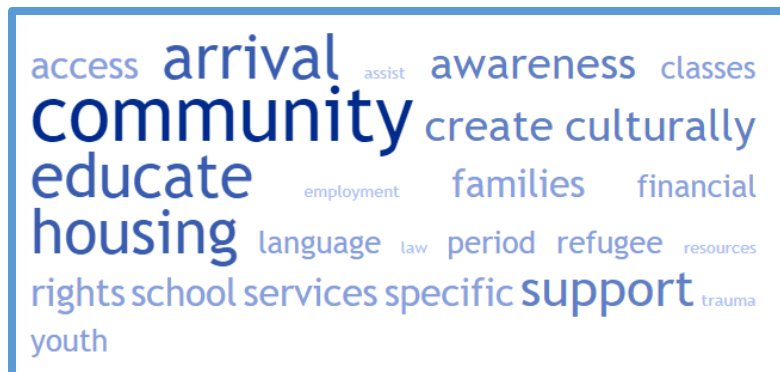 access arrival assist awareness classes
community create culturally
educate employment families financial
housing language law period refugee resources
rights school services specific support trauma
youth